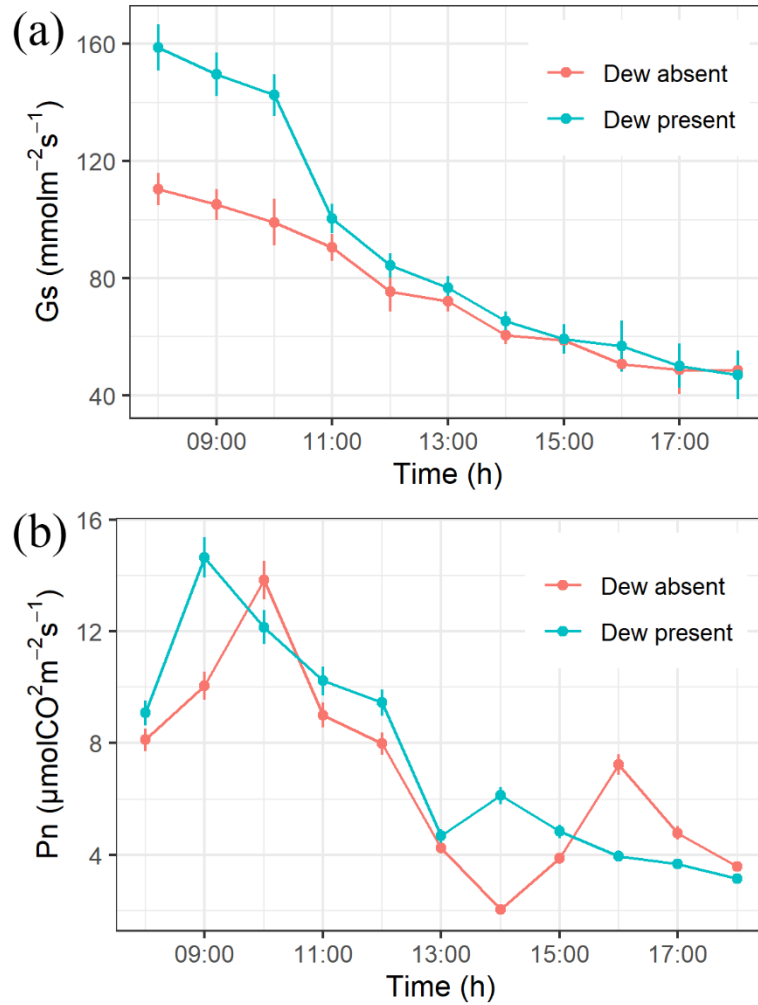 (a)
160
120
80
40
Gs (mmolm⁻²s⁻¹)
Dew absent
Dew present
09:00 11:00 13:00 15:00 17:00
Time (h)
(b)
16
12
8
4
Pn (μmolCO²m⁻²s⁻¹)
Dew absent
Dew present
09:00 11:00 13:00 15:00 17:00
Time (h)